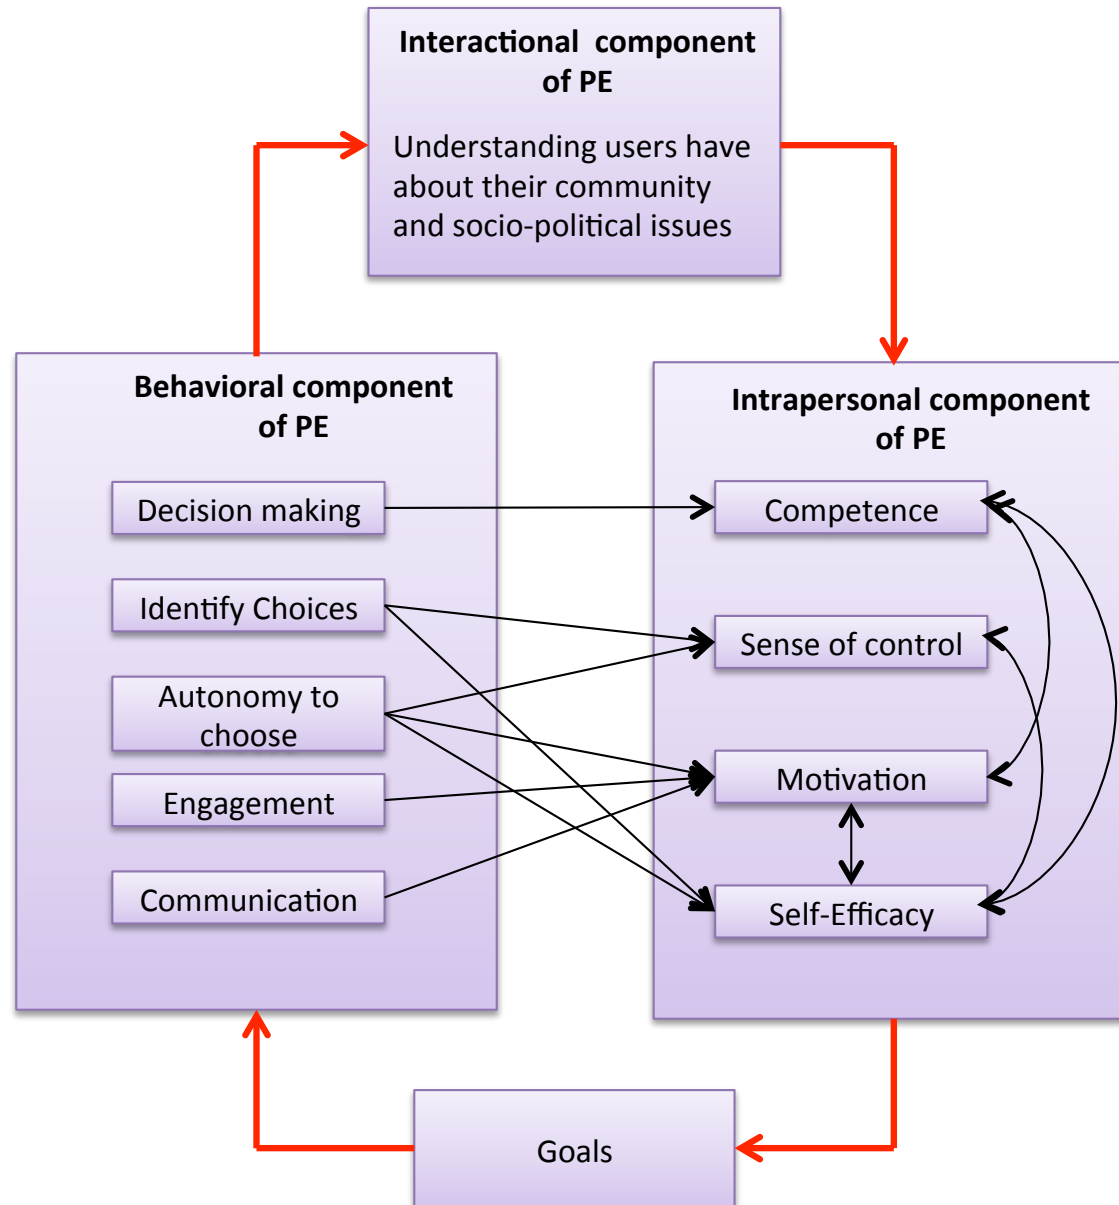 Interactional component
of PE
Understanding users have
about their community
and socio-political issues
Behavioral component
of PE
Decision making
Identify Choices
Autonomy to
choose
Engagement
Communication
Intrapersonal component
of PE
Competence
Sense of control
Motivation
Self-Efficacy
Goals